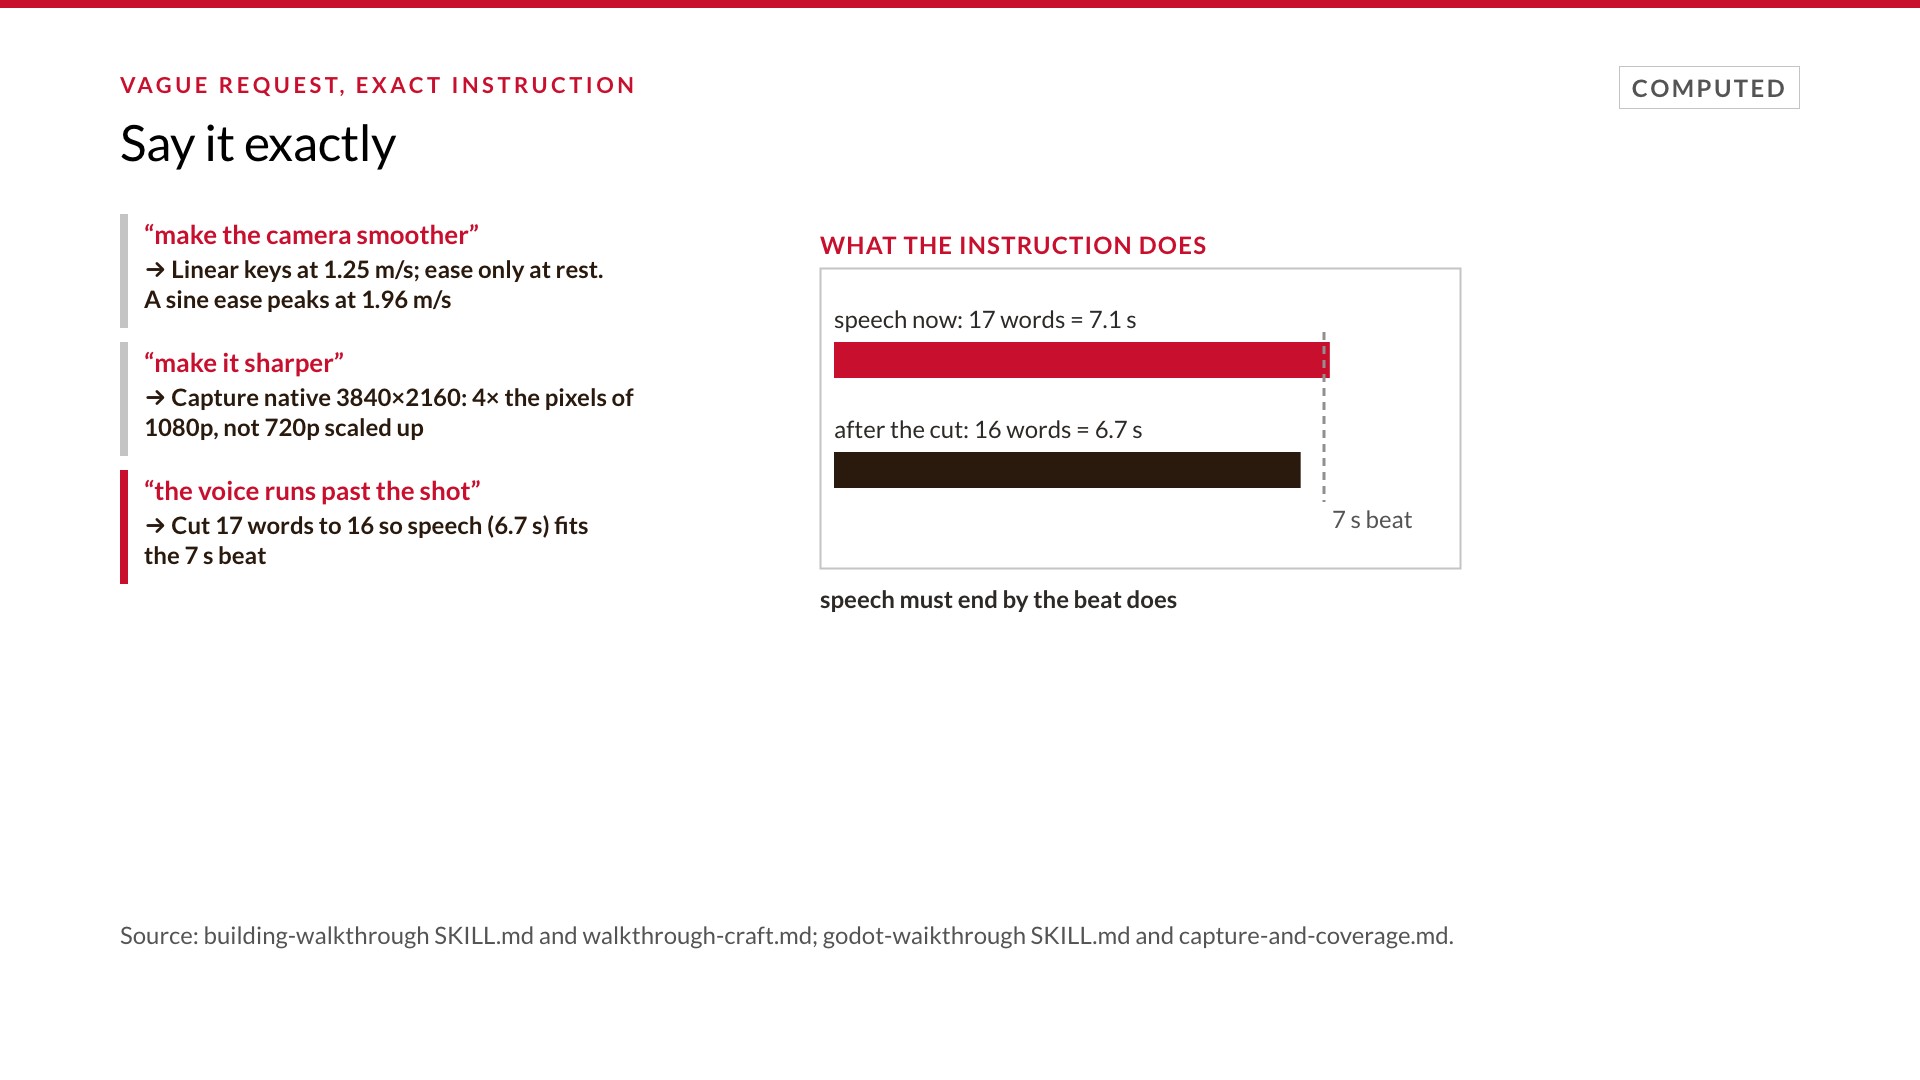 VAGUE REQUEST, EXACT INSTRUCTION
COMPUTED
Say it exactly
“make the camera smoother”
→ Linear keys at 1.25 m/s; ease only at rest.
A sine ease peaks at 1.96 m/s
“make it sharper”
→ Capture native 3840×2160: 4× the pixels of
1080p, not 720p scaled up
“the voice runs past the shot”
→ Cut 17 words to 16 so speech (6.7 s) fits
the 7 s beat
WHAT THE INSTRUCTION DOES
speech now: 17 words = 7.1 s
after the cut: 16 words = 6.7 s
7 s beat
speech must end by the beat does
Source: building-walkthrough SKILL.md and walkthrough-craft.md; godot-waikthrough SKILL.md and capture-and-coverage.md.